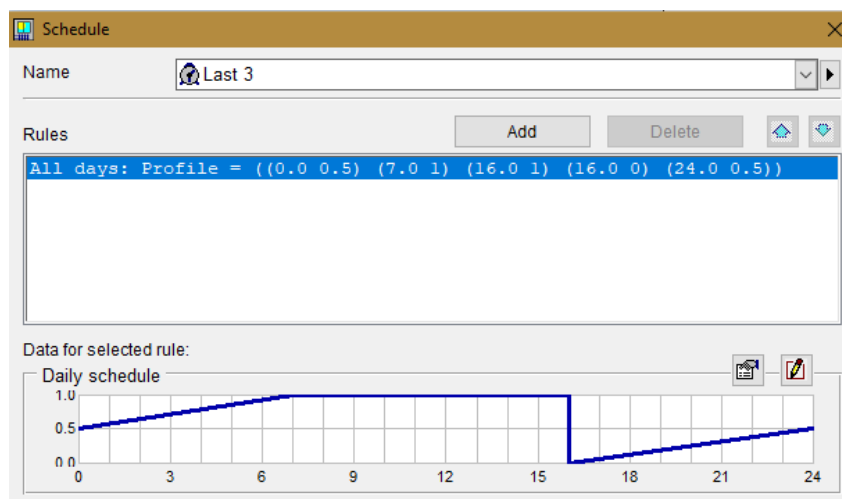 Schedule
Name
Last 3
Rules
Add
Delete
All days: Profile = ((0.0 0.5) (7.0 1) (16.0 1) (16.0 0) (24.0 0.5))
Data for selected rule:
Daily schedule
1.0
0.5
0.0
0 3 6 9 12 15 18 21 24